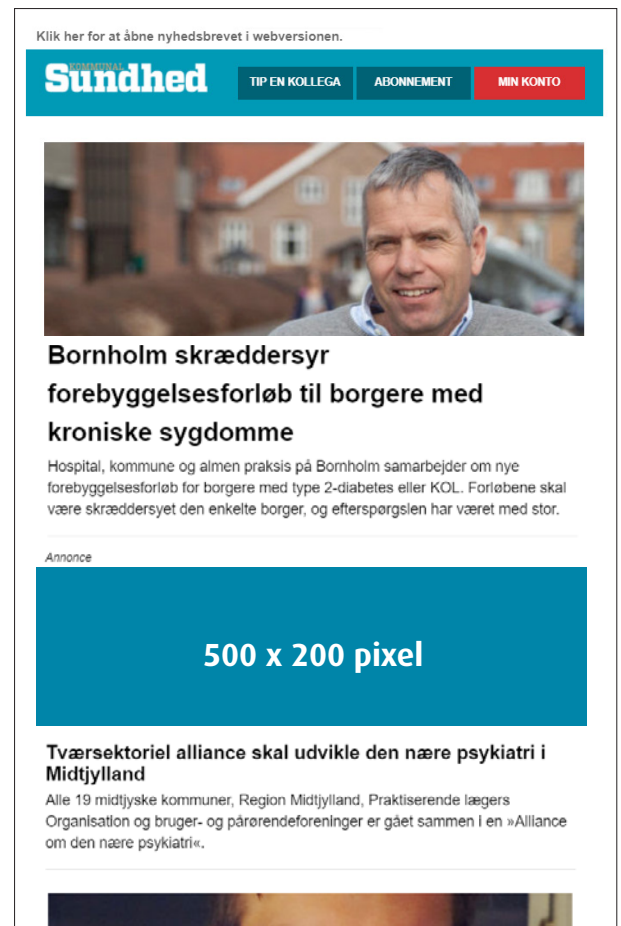 Klik her for at åbne nyhedsbrevet i webversionen.
KOMMUNAL
Sundhed
TIP EN KOLLEGA
ABONNEMENT
MIN KONTO
Bornholm skræddersyr
forebyggelsesforløb til borgere med
kroniske sygdomme
Hospital, kommune og almen praksis på Bornholm samarbejder om nye
forebyggelsesforløb for borgere med type 2-diabetes eller KOL. Forløbene skal
være skræddersyet den enkelte borger, og efterspørgslen har været med stor.
Annonce
500 x 200 pixel
Tværsektoriel alliance skal udvikle den nære psykiatri i
Midtjylland
Alle 19 midtjyske kommuner, Region Midtjylland, Praktiserende lægers
Organisation og bruger- og pårørendeforeninger er gået sammen i en »Alliance
om den nære psykiatri«.